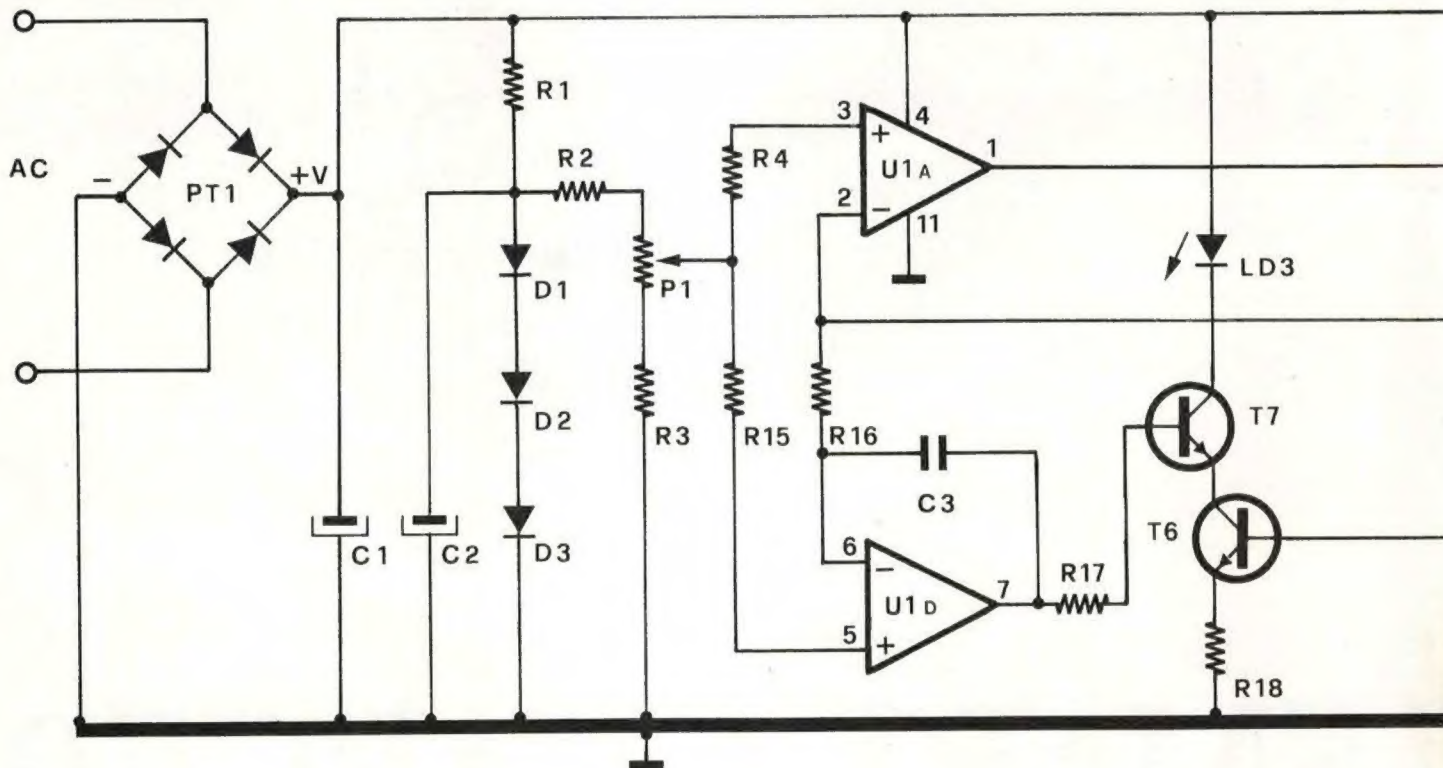 AC
PT1
−
+V
R1
R2
D1
P1
D2
R3
D3
C1
C2
R4
R15
3
+
4
U1A
1
2
−
11
R16
C3
6
−
U1D
7
5
+
R17
LD3
T7
T6
R18